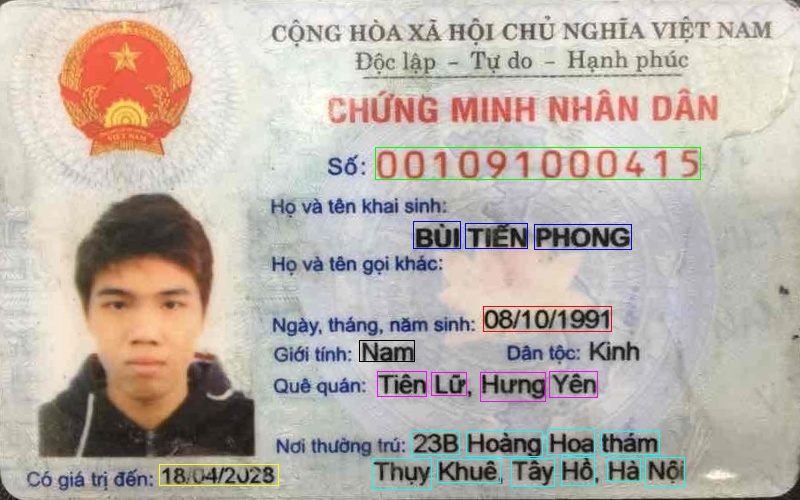 CỘNG HÒA XÃ HỘI CHỦ NGHĨA VIỆT NAM
Độc lập - Tự do - Hạnh phúc
CHỨNG MINH NHÂN DÂN
Số: 001091000415
Họ và tên khai sinh:
BÙI TIẾN PHONG
Họ và tên gọi khác:
Ngày, tháng, năm sinh: 08/10/1991
Giới tính: Nam Dân tộc: Kinh
Quê quán: Tiên Lữ, Hưng Yên
Nơi thường trú: 23B Hoàng Hoa thám
Thụy Khuê, Tây Hồ, Hà Nội
Có giá trị đến: 18/04/2028
VIỆT NAM